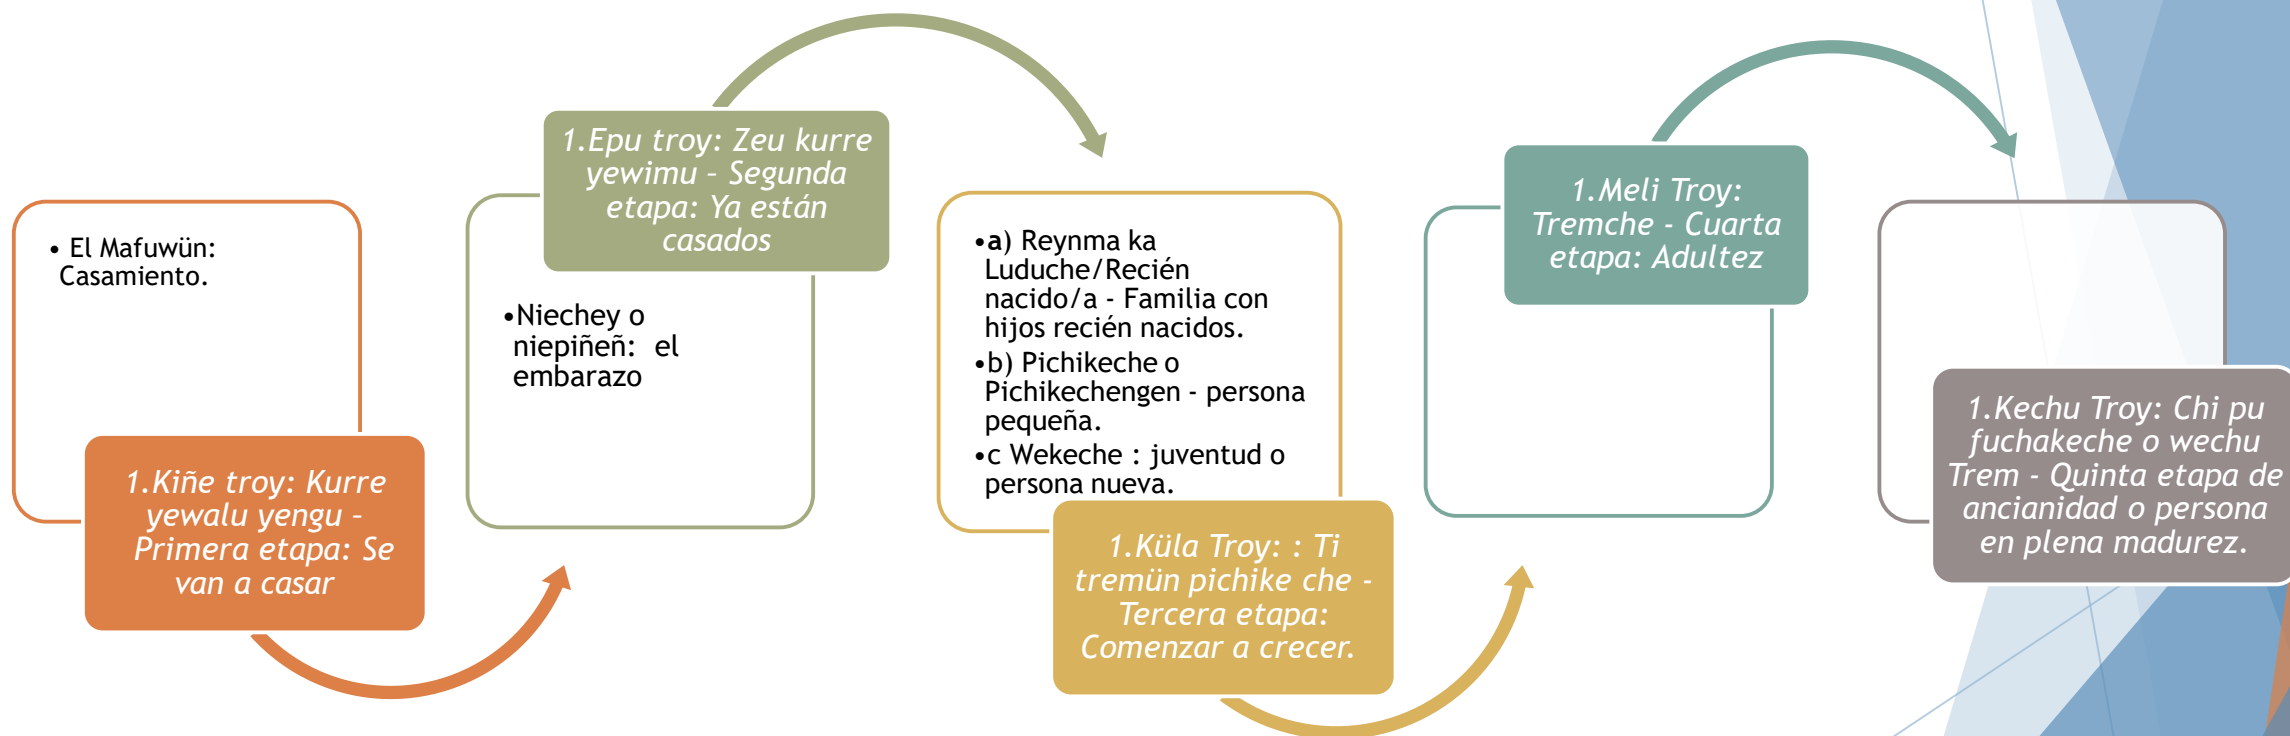 • El Mafuwün:
Casamiento.
1.Kiñe troy: Kurre
yewalu yengu –
Primera etapa: Se
van a casar
1.Epu troy: Zeu kurre
yewimu – Segunda
etapa: Ya están
casados
•Niechey o
niepiñeñ:  el
embarazo
•a) Reynma ka
Luduche/Recién
nacido/a - Familia con
hijos recién nacidos.
•b) Pichikeche o
Pichikechengen - persona
pequeña.
•c Wekeche : juventud o
persona nueva.
1.Küla Troy: : Ti
tremün pichike che -
Tercera etapa:
Comenzar a crecer.
1.Meli Troy:
Tremche - Cuarta
etapa: Adultez
1.Kechu Troy: Chi pu
fuchakeche o wechu
Trem - Quinta etapa de
ancianidad o persona
en plena madurez.